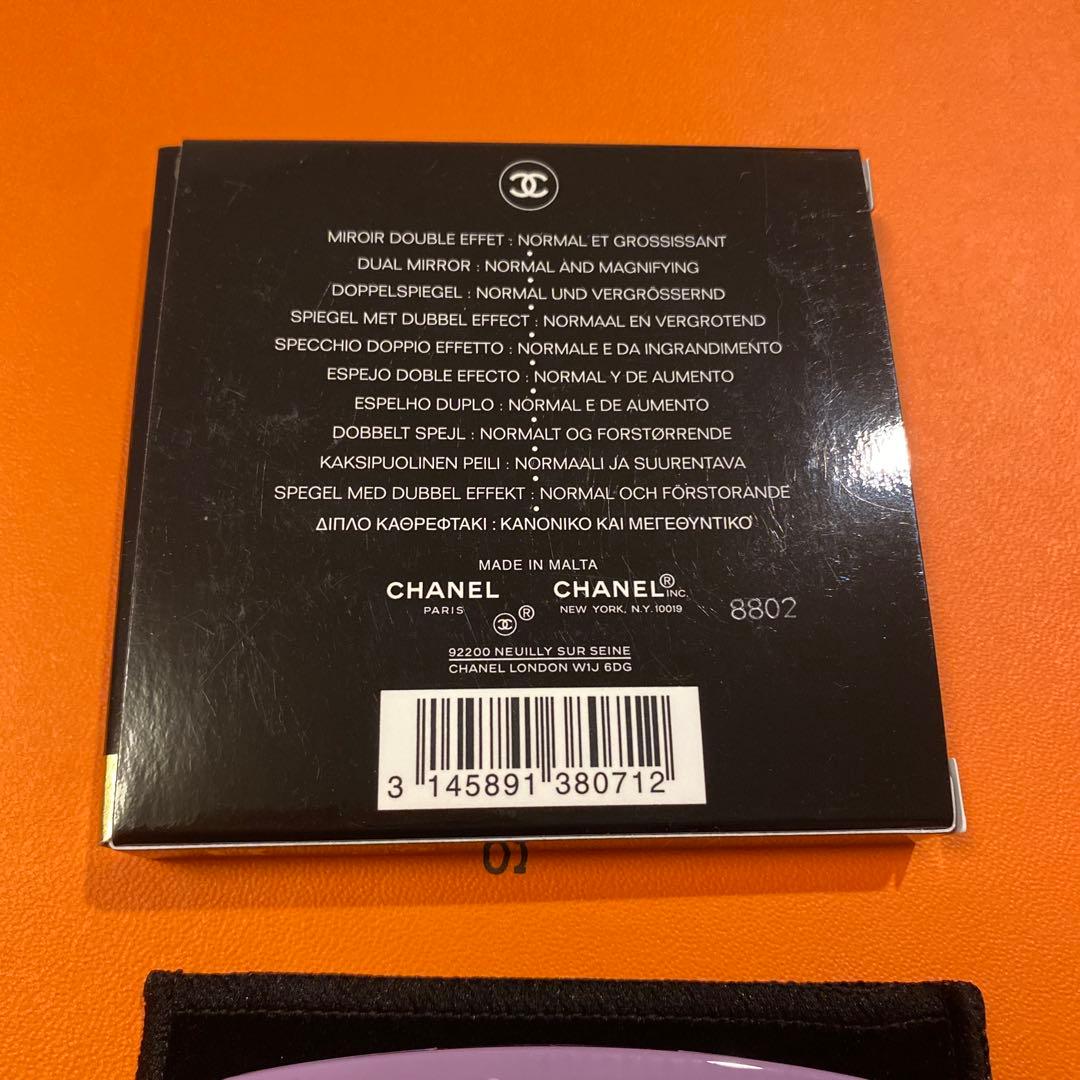 MIROIR DOUBLE EFFET : NORMAL ET GROSSISSANT
DUAL MIRROR : NORMAL AND MAGNIFYING
DOPPELSPIEGEL : NORMAL UND VERGRÖSSERND
SPIEGEL MET DUBBEL EFFECT : NORMAAL EN VERGROTEND
SPECCHIO DOPPIO EFFETTO : NORMALE E DA INGRANDIMENTO
ESPEJO DOBLE EFECTO : NORMAL Y DE AUMENTO
ESPELHO DUPLO : NORMAL E DE AUMENTO
DOBBELT SPEJL : NORMALT OG FORSTØRRENDE
KAKSIPUOLINEN PEILI : NORMAALI JA SUURENTAVA
SPEGEL MED DUBBEL EFFEKT : NORMAL OCH FÖRSTORANDE
ΔΙΠΛΟ ΚΑΘΡΕΦΤΑΚΙ : ΚΑΝΟΝΙΚΟ ΚΑΙ ΜΕΓΕΘΥΝΤΙΚΟ
MADE IN MALTA
CHANEL CHANEL® INC.
PARIS ® NEW YORK, N.Y. 10019 8802
92200 NEUILLY SUR SEINE
CHANEL LONDON W1J 6DG
3 145891 380712